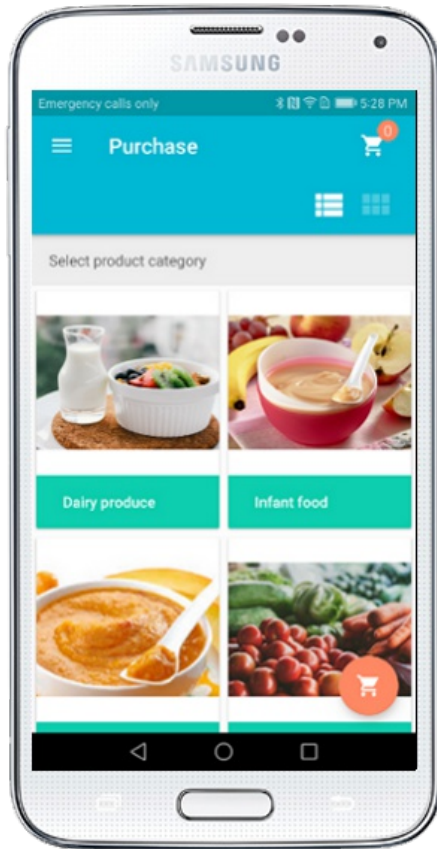 SAMSUNG
Emergency calls only 5:28 PM
Purchase 0
Select product category
Dairy produce Infant food